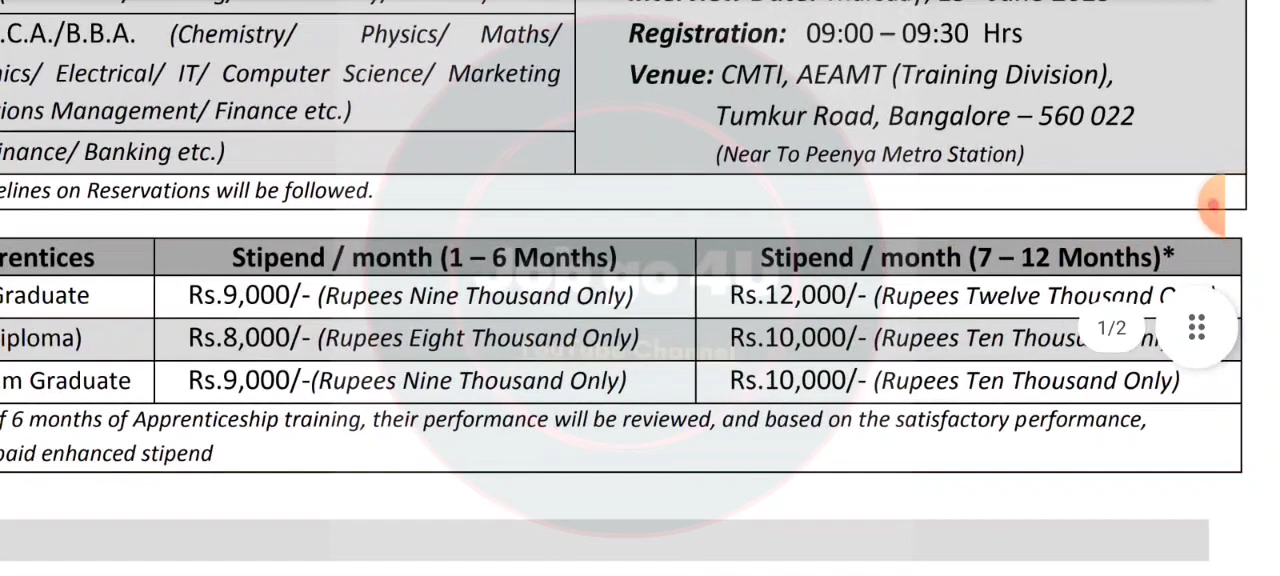 Registration: 09:00 – 09:30 Hrs
.C.A./B.B.A. (Chemistry/ Physics/ Maths/
ics/ Electrical/ IT/ Computer Science/ Marketing
ions Management/ Finance etc.)
inance/ Banking etc.)
Venue: CMTI, AEAMT (Training Division),
Tumkur Road, Bangalore – 560 022
(Near To Peenya Metro Station)
elines on Reservations will be followed.
rentices Stipend / month (1 – 6 Months) Stipend / month (7 – 12 Months)*
Graduate Rs.9,000/- (Rupees Nine Thousand Only) Rs.12,000/- (Rupees Twelve Thousand
iploma) Rs.8,000/- (Rupees Eight Thousand Only) Rs.10,000/- (Rupees Ten
m Graduate Rs.9,000/-(Rupees Nine Thousand Only) Rs.10,000/- (Rupees Ten Thousand Only)
f 6 months of Apprenticeship training, their performance will be reviewed, and based on the satisfactory performance,
paid enhanced stipend
1/2
Job go 4U
YouTube Channel